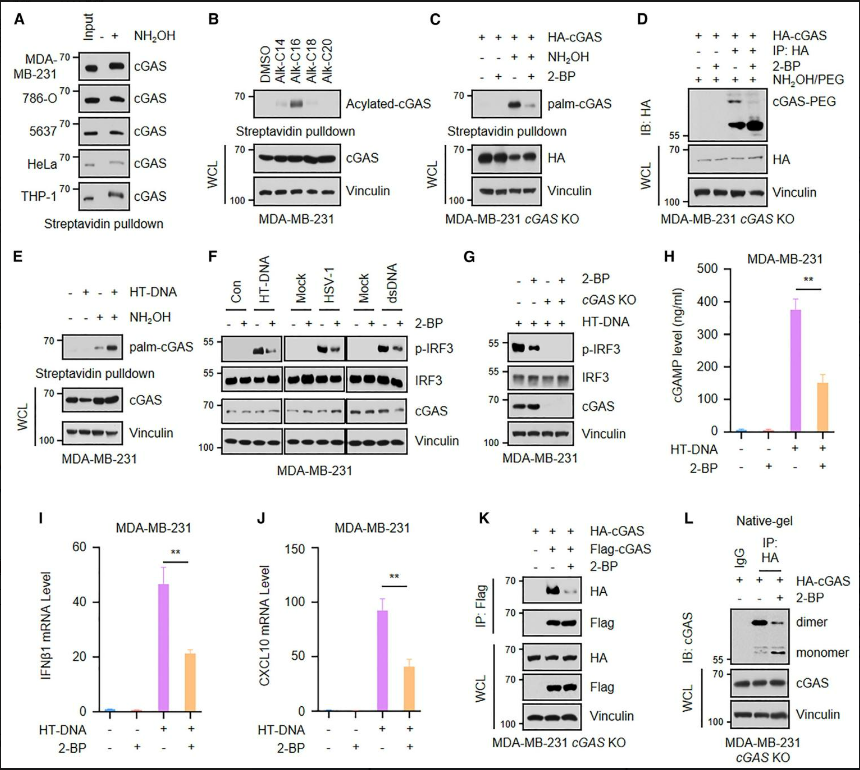 A
Input
- + NH₂OH
MDA-MB-231 70 cGAS
786-O 70 cGAS
5637 70 cGAS
HeLa 70 cGAS
THP-1 70 cGAS
Streptavidin pulldown
B
DMSO
Alk-C14
Alk-C16
Alk-C18
Alk-C20
70 Acylated-cGAS
Streptavidin pulldown
WCL
70 cGAS
100 Vinculin
MDA-MB-231
C
+ + + + HA-cGAS
- - + + NH₂OH
- + - + 2-BP
70 palm-cGAS
Streptavidin pulldown
WCL
70 HA
100 Vinculin
MDA-MB-231 cGAS KO
D
+ + + + HA-cGAS
- - + + IP: HA
- + - + 2-BP
+ + + + NH₂OH/PEG
IB: HA
cGAS-PEG
55
WCL
70 HA
100 Vinculin
MDA-MB-231 cGAS KO
E
- + - + HT-DNA
- - + + NH₂OH
70 palm-cGAS
Streptavidin pulldown
WCL
70 cGAS
100 Vinculin
MDA-MB-231
F
Con
HT-DNA
Mock
HSV-1
Mock
dsDNA
- + - + - + - + - + - + 2-BP
55 p-IRF3
55 IRF3
70 cGAS
100 Vinculin
MDA-MB-231
G
- + - + 2-BP
- - + + cGAS KO
+ + + + HT-DNA
55 p-IRF3
55 IRF3
70 cGAS
100 Vinculin
MDA-MB-231
H
MDA-MB-231
cGAMP level (ng/ml)
500
400
300
200
100
0
**
HT-DNA - - + +
2-BP - + - +
I
MDA-MB-231
IFNβ1 mRNA Level
60
40
20
0
**
HT-DNA - - + +
2-BP - + - +
J
MDA-MB-231
CXCL10 mRNA Level
150
100
50
0
**
HT-DNA - - + +
2-BP - + - +
K
+ + + HA-cGAS
- + + Flag-cGAS
- - + 2-BP
IP: Flag
70 HA
70 Flag
WCL
70 HA
70 Flag
100 Vinculin
MDA-MB-231 cGAS KO
L
Native-gel
IgG
IP:
HA
+ + + HA-cGAS
- - + 2-BP
IB: cGAS
dimer
monomer
55
WCL
70 cGAS
100 Vinculin
MDA-MB-231
cGAS KO